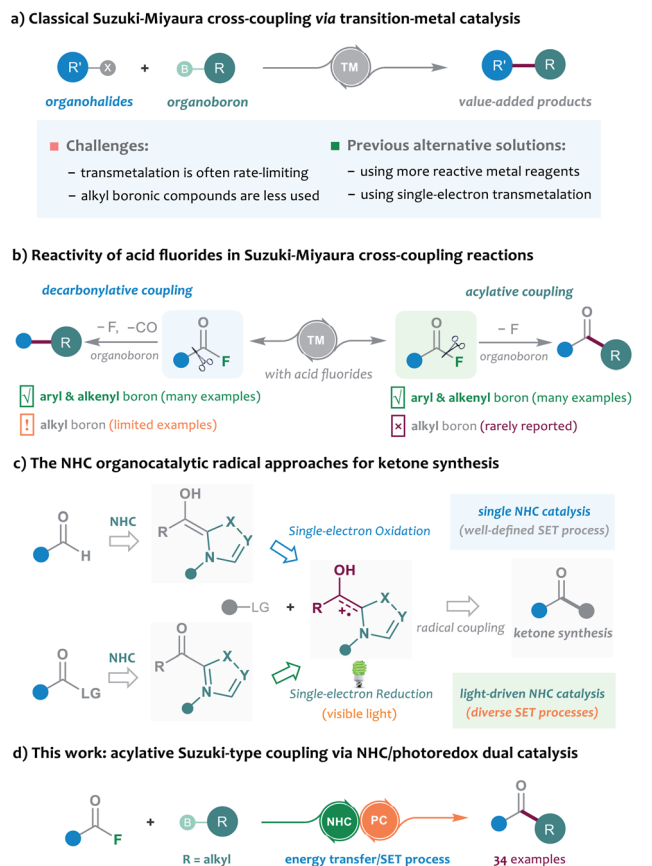 a) Classical Suzuki-Miyaura cross-coupling via transition-metal catalysis
R' X + B R TM R' R
organohalides organoboron value-added products
Challenges:
– transmetalation is often rate-limiting
– alkyl boronic compounds are less used
Previous alternative solutions:
– using more reactive metal reagents
– using single-electron transmetalation
b) Reactivity of acid fluorides in Suzuki-Miyaura cross-coupling reactions
decarbonylative coupling
acylative coupling
R
– F, –CO
organoboron
O
F
TM
with acid fluorides
O
F
– F
organoboron
O
R
√ aryl & alkenyl boron (many examples)
! alkyl boron (limited examples)
√ aryl & alkenyl boron (many examples)
× alkyl boron (rarely reported)
c) The NHC organocatalytic radical approaches for ketone synthesis
O
H
NHC
OH
R
X
Y
N
Single-electron Oxidation
single NHC catalysis
(well-defined SET process)
LG
+
OH
R
X
Y
N
+•
radical coupling
O
ketone synthesis
O
LG
NHC
O
R
X
Y
N
+
Single-electron Reduction
(visible light)
light-driven NHC catalysis
(diverse SET processes)
d) This work: acylative Suzuki-type coupling via NHC/photoredox dual catalysis
O
F
+
B R
NHC PC
O
R
R = alkyl
energy transfer/SET process
34 examples